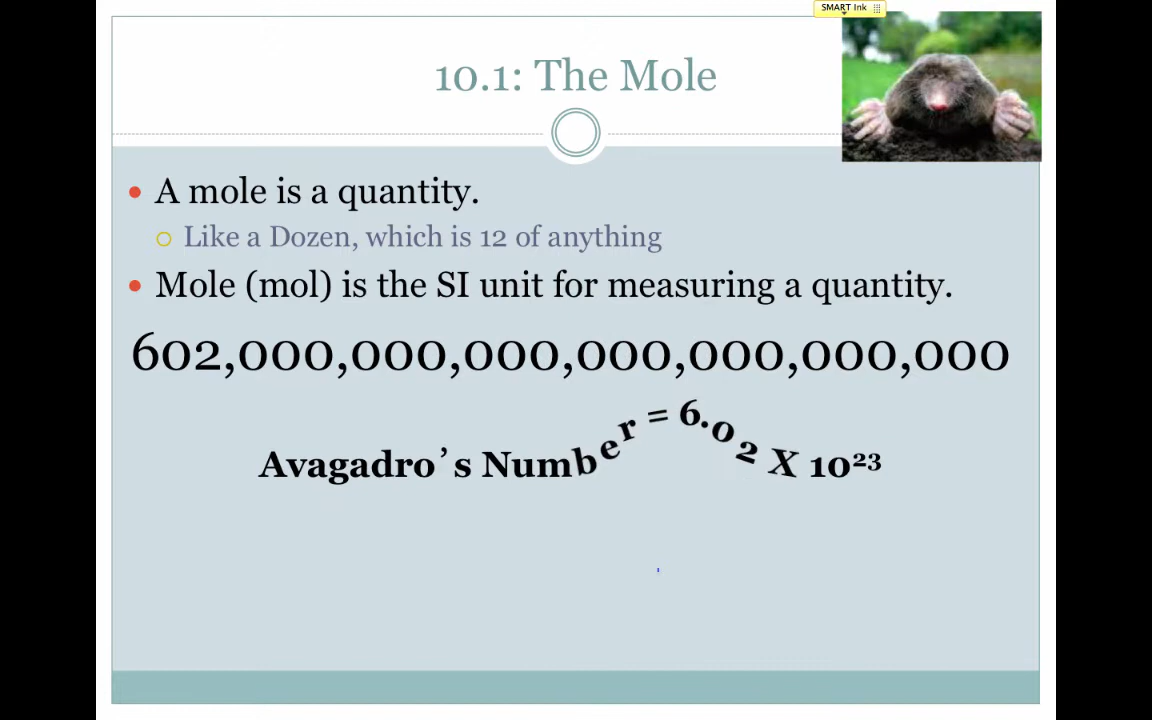 SMART Ink
10.1: The Mole
A mole is a quantity.
Like a Dozen, which is 12 of anything
Mole (mol) is the SI unit for measuring a quantity.
602,000,000,000,000,000,000,000
Avagadro’s Number = 6.02 X 10²³